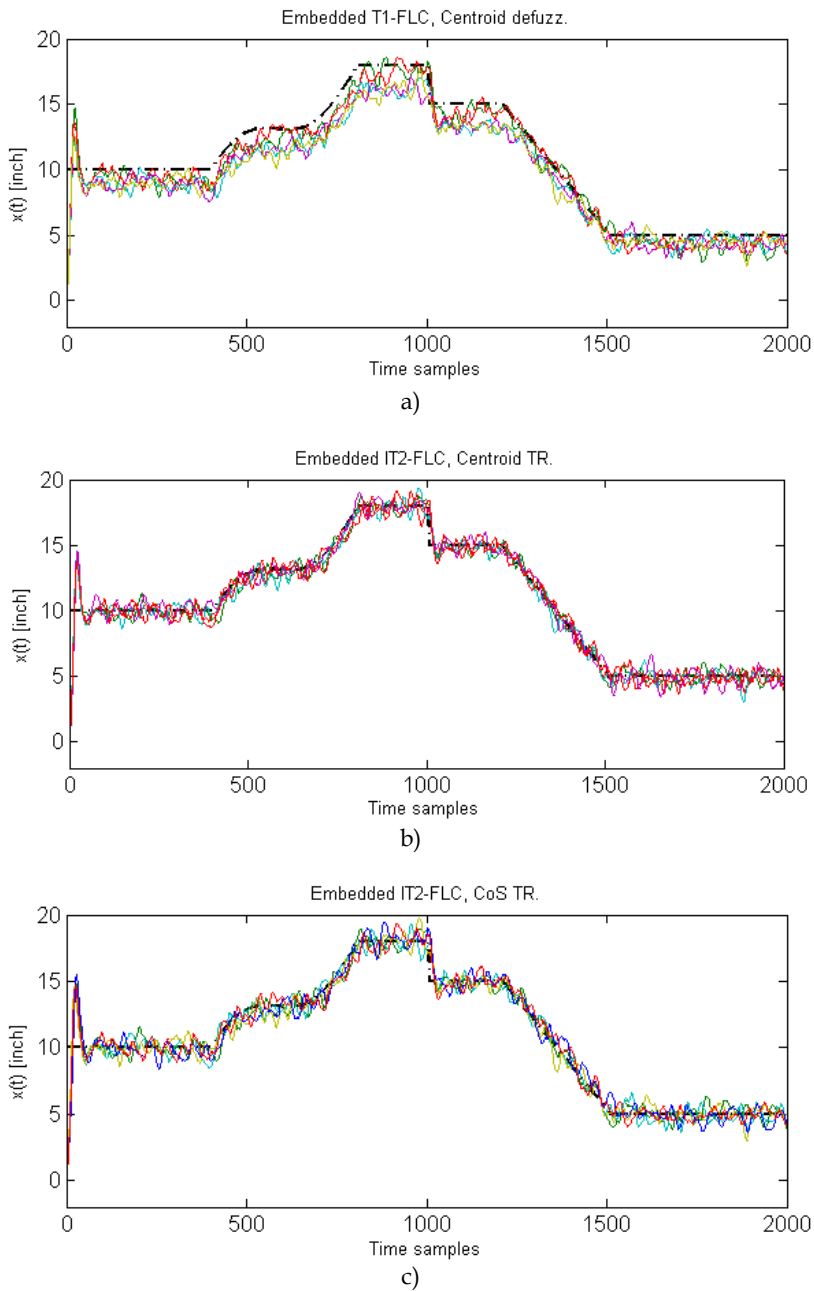 Embedded T1-FLC, Centroid defuzz.
20
15
10
5
0
x(t) [inch]
0 500 1000 1500 2000
Time samples
a)
Embedded IT2-FLC, Centroid TR.
20
15
10
5
0
x(t) [inch]
0 500 1000 1500 2000
Time samples
b)
Embedded IT2-FLC, CoS TR.
20
15
10
5
0
x(t) [inch]
0 500 1000 1500 2000
Time samples
c)